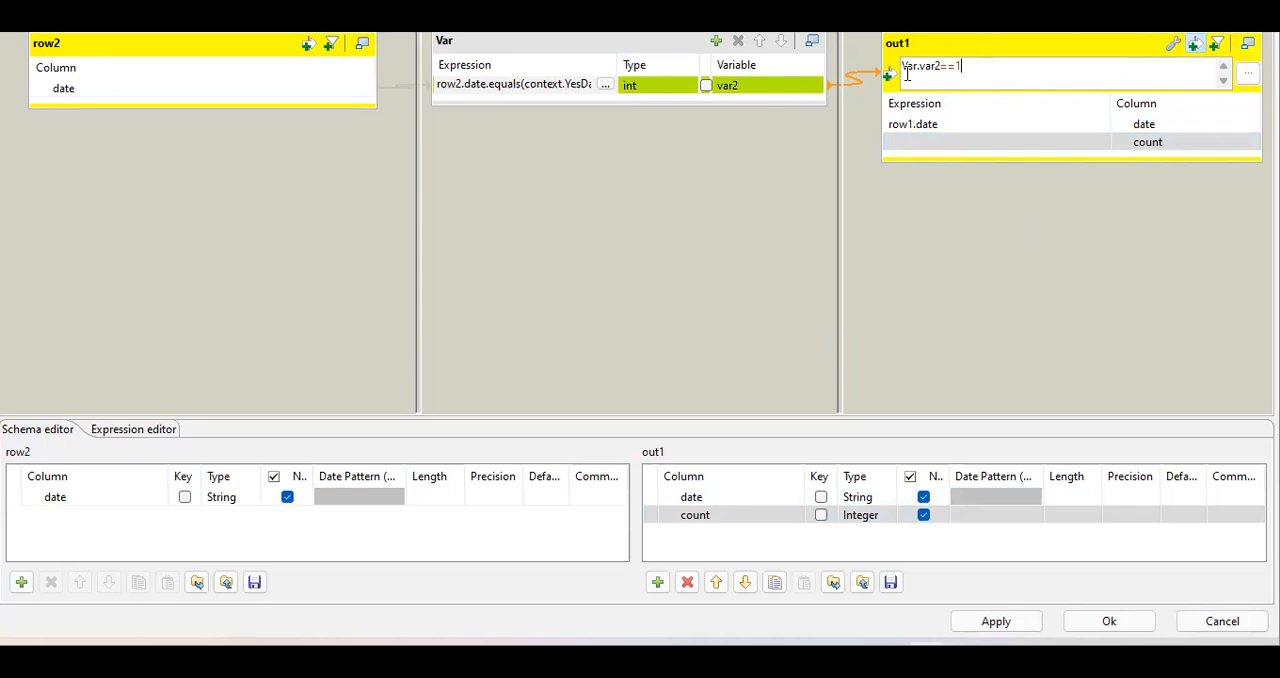 row2
Column
date
Var
Expression Type Variable
row2.date.equals(context.YesDa ... int var2
out1
Var.var2==1
...
Expression Column
row1.date date
count
Schema editor Expression editor
row2
Column Key Type N.. Date Pattern (... Length Precision Defa... Comm...
date String
out1
Column Key Type N.. Date Pattern (... Length Precision Defa... Comm...
date String
count Integer
Apply Ok Cancel